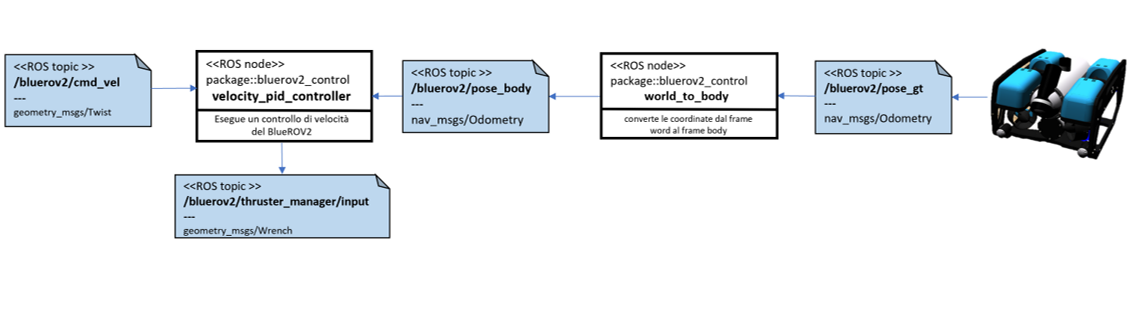 <<ROS topic >>
/bluerov2/cmd_vel
---
geometry_msgs/Twist
<<ROS node>>
package::bluerov2_control
velocity_pid_controller
Esegue un controllo di velocità
del BlueROV2
<<ROS topic >>
/bluerov2/thruster_manager/input
---
geometry_msgs/Wrench
<<ROS topic >>
/bluerov2/pose_body
---
nav_msgs/Odometry
<<ROS node>>
package::bluerov2_control
world_to_body
converte le coordinate dal frame
word al frame body
<<ROS topic >>
/bluerov2/pose_gt
---
nav_msgs/Odometry